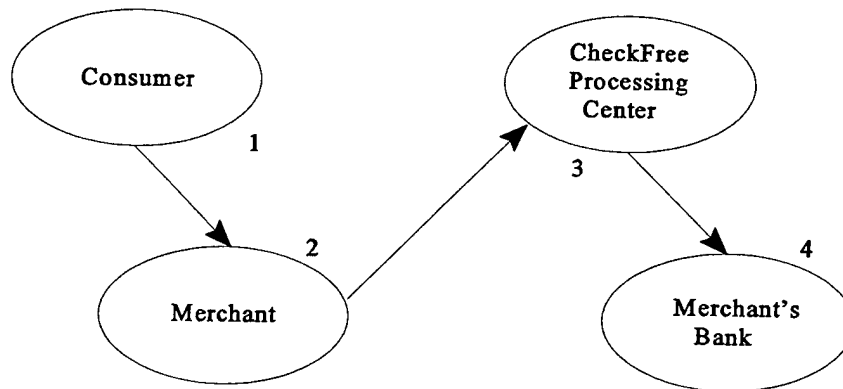 Consumer
1
Merchant
2
CheckFree
Processing
Center
3
Merchant's
Bank
4